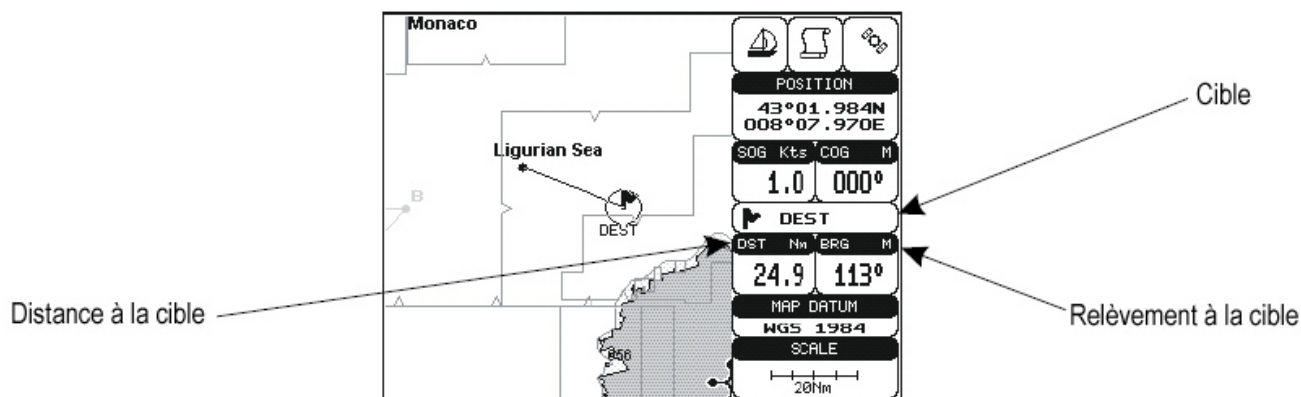 Monaco
Ligurian Sea
B
DEST
856
POSITION
43°01.984N
008°07.970E
SOG Kts COG M
1.0 000°
DEST
DST Nm BRG M
24.9 113°
MAP DATUM
WGS 1984
SCALE
20Nm
Cible
Distance à la cible
Relèvement à la cible